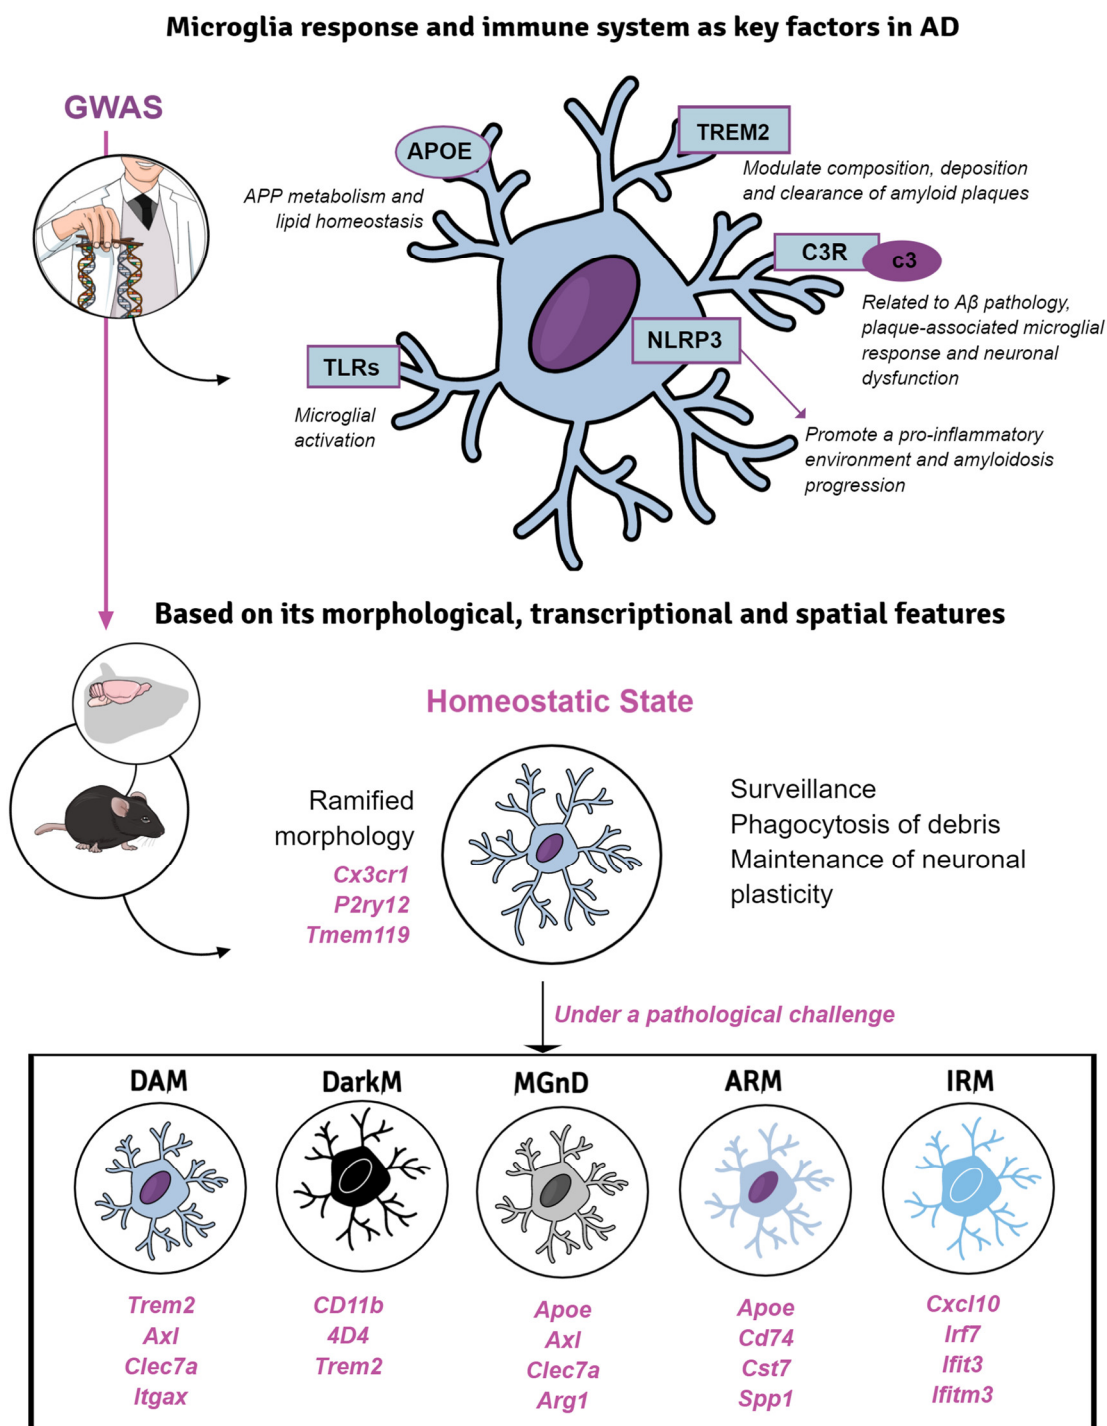 Microglia response and immune system as key factors in AD
GWAS
APOE
APP metabolism and
lipid homeostasis
TREM2
Modulate composition, deposition
and clearance of amyloid plaques
C3R
c3
Related to Aβ pathology,
plaque-associated microglial
response and neuronal
dysfunction
NLRP3
Promote a pro-inflammatory
environment and amyloidosis
progression
TLRs
Microglial
activation
Based on its morphological, transcriptional and spatial features
Homeostatic State
Ramified
morphology
Cx3cr1
P2ry12
Tmem119
Surveillance
Phagocytosis of debris
Maintenance of neuronal
plasticity
Under a pathological challenge
DAM
Trem2
Axl
Clec7a
Itgax
DarkM
CD11b
4D4
Trem2
MGnD
Apoe
Axl
Clec7a
Arg1
ARM
Apoe
Cd74
Cst7
Spp1
IRM
Cxcl10
Irf7
Ifit3
Ifitm3